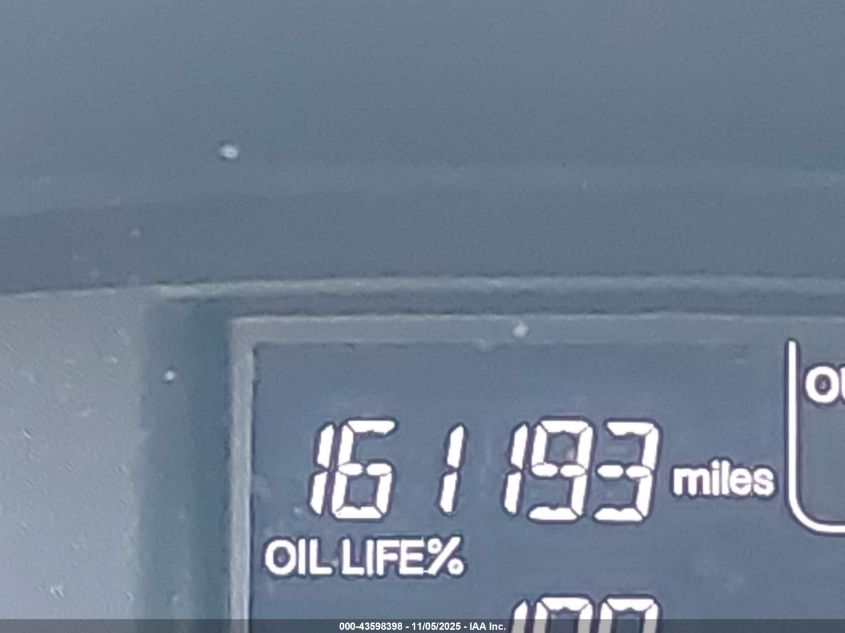 161193 miles
OIL LIFE%
000-43598398 - 11/05/2025 - IAA Inc.